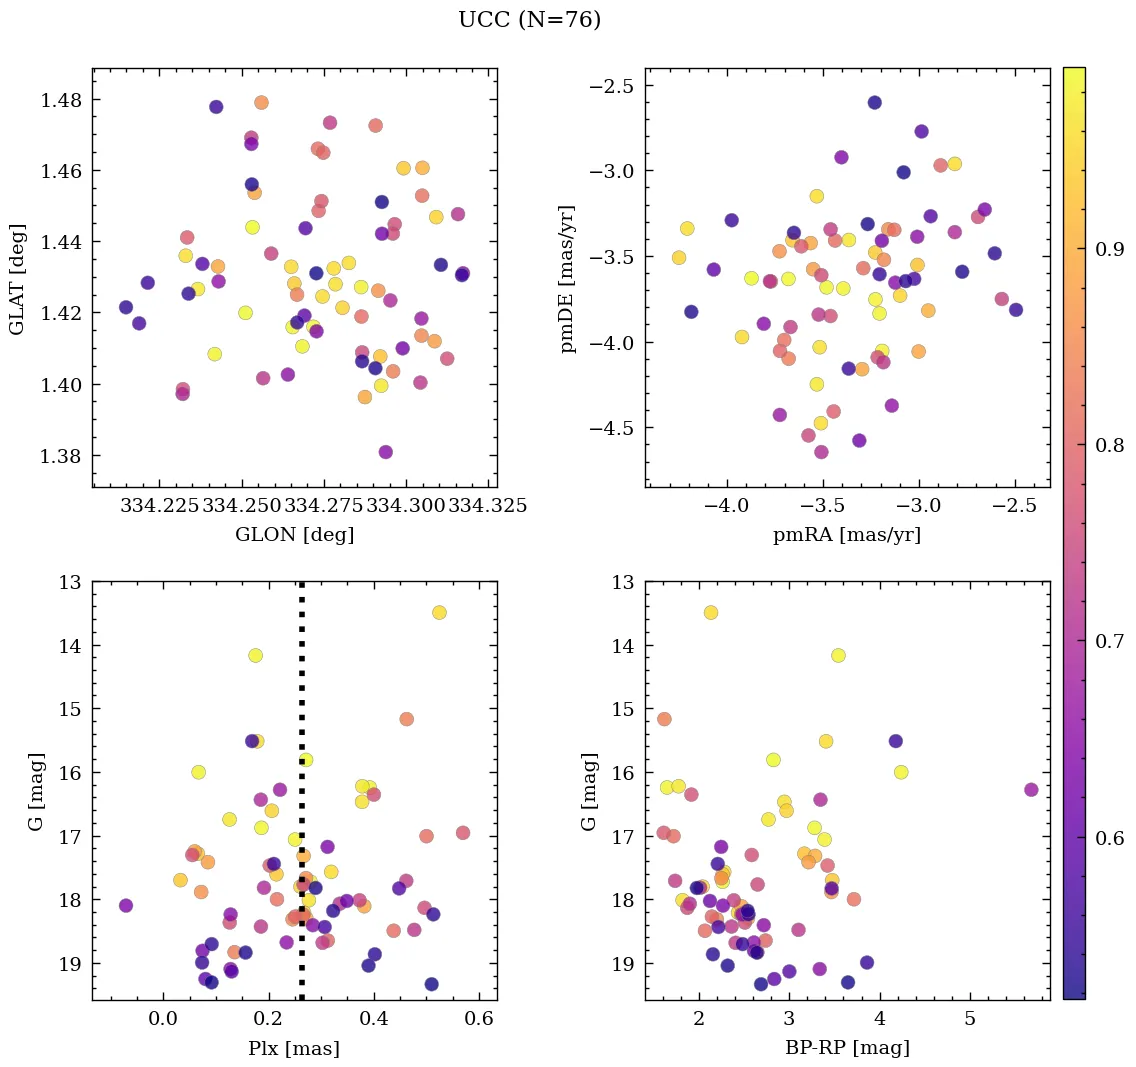 UCC (N=76)
1.48
1.46
1.44
1.42
1.40
1.38
GLAT [deg]
334.225 334.250 334.275 334.300 334.325
GLON [deg]
−2.5
−3.0
−3.5
−4.0
−4.5
pmDE [mas/yr]
−4.0 −3.5 −3.0 −2.5
pmRA [mas/yr]
0.9
0.8
0.7
0.6
13
14
15
16
17
18
19
G [mag]
0.0 0.2 0.4 0.6
Plx [mas]
13
14
15
16
17
18
19
G [mag]
2 3 4 5
BP-RP [mag]